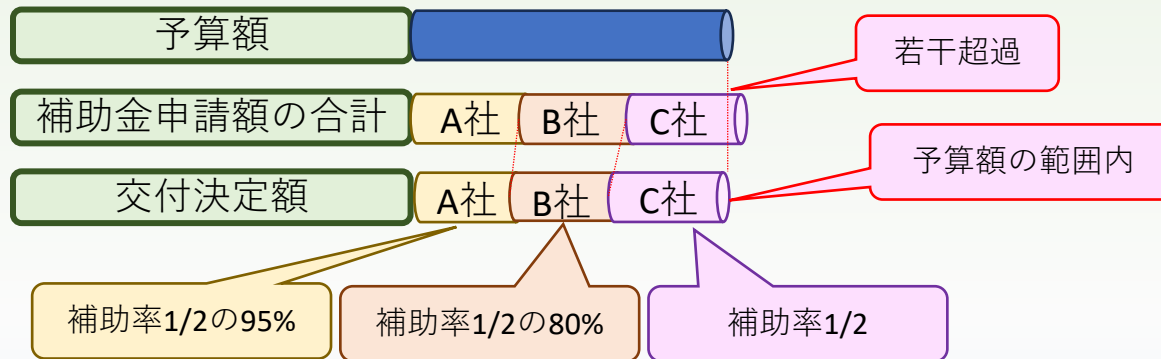 予算額
若干超過
補助金申請額の合計
A社
B社
C社
予算額の範囲内
交付決定額
A社
B社
C社
補助率1/2の95%
補助率1/2の80%
補助率1/2